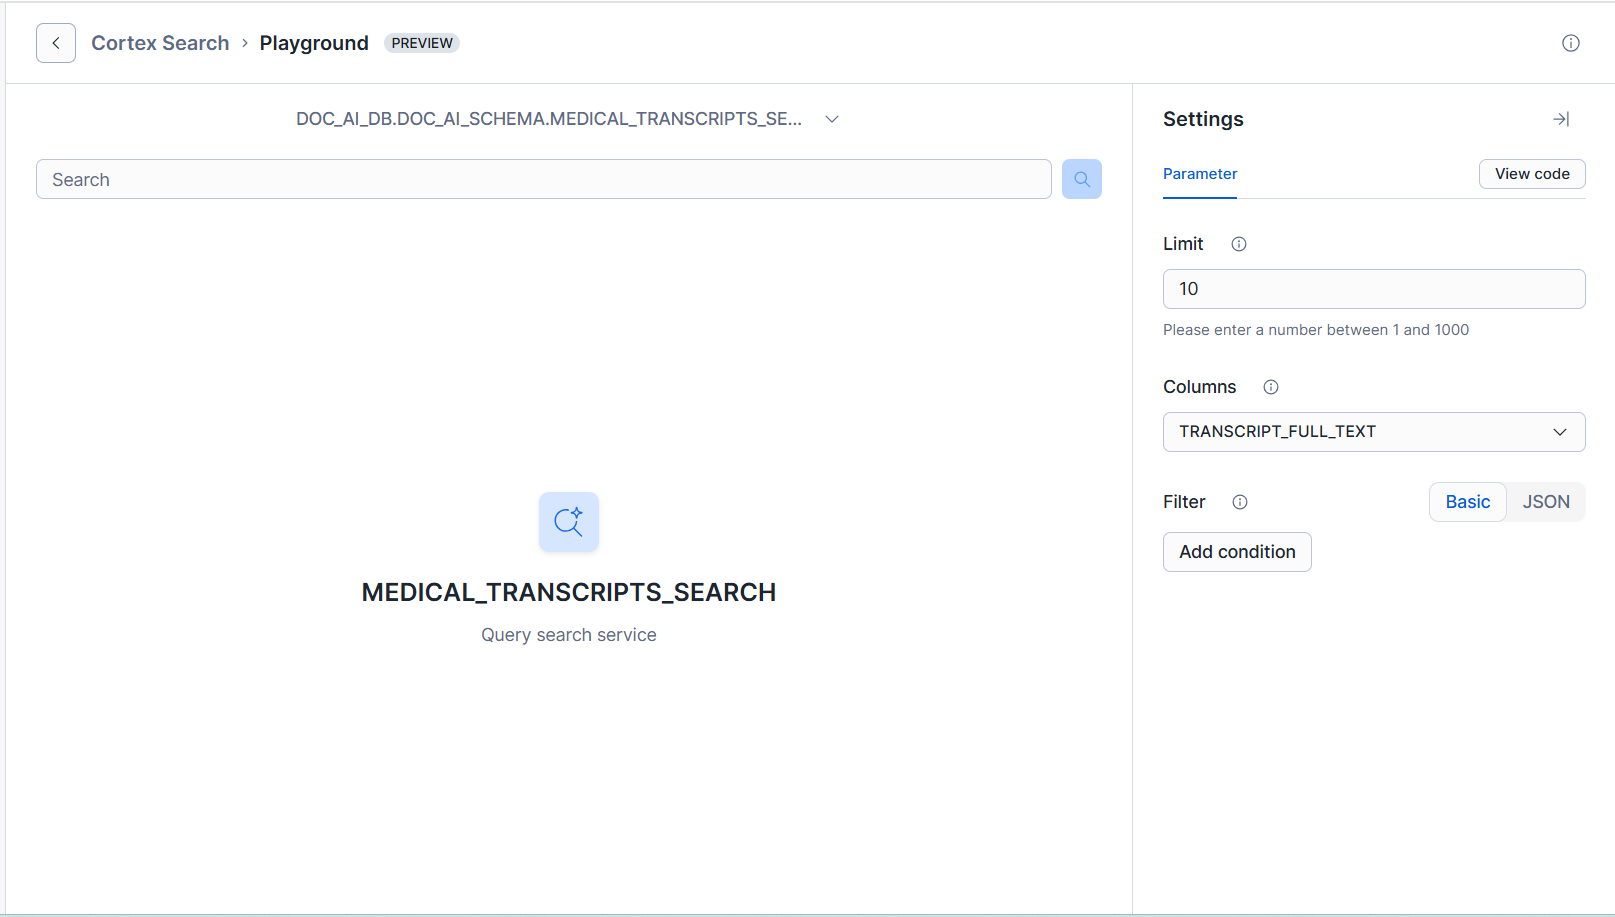 Cortex Search › Playground PREVIEW
DOC_AI_DB.DOC_AI_SCHEMA.MEDICAL_TRANSCRIPTS_SE...
Search
MEDICAL_TRANSCRIPTS_SEARCH
Query search service
Settings
Parameter
View code
Limit
10
Please enter a number between 1 and 1000
Columns
TRANSCRIPT_FULL_TEXT
Filter
Basic JSON
Add condition